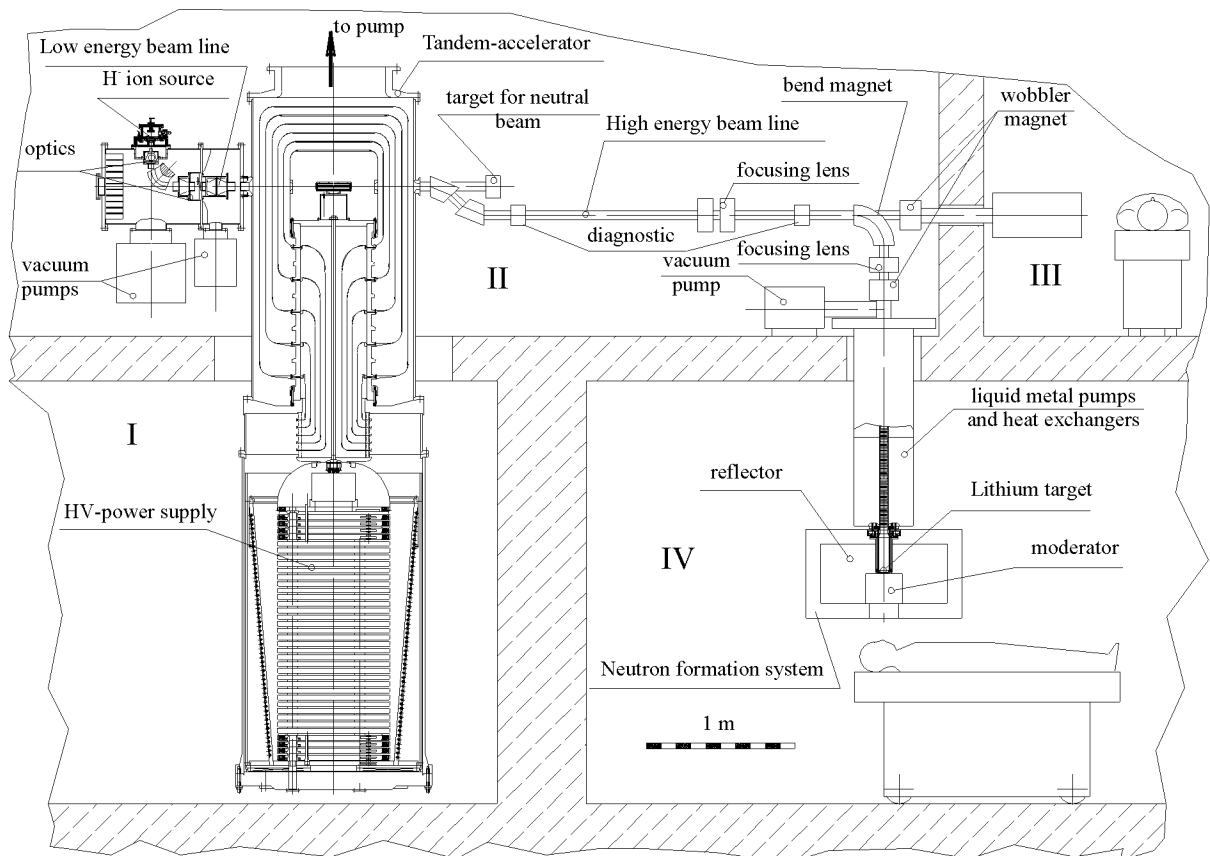 to pump
Low energy beam line
H⁻ ion source
Tandem-accelerator
target for neutral
beam
bend magnet
wobbler
magnet
High energy beam line
optics
focusing lens
diagnostic
focusing lens
vacuum
pumps
II
vacuum
pump
III
I
liquid metal pumps
and heat exchangers
reflector
Lithium target
HV-power supply
IV
moderator
Neutron formation system
1 m